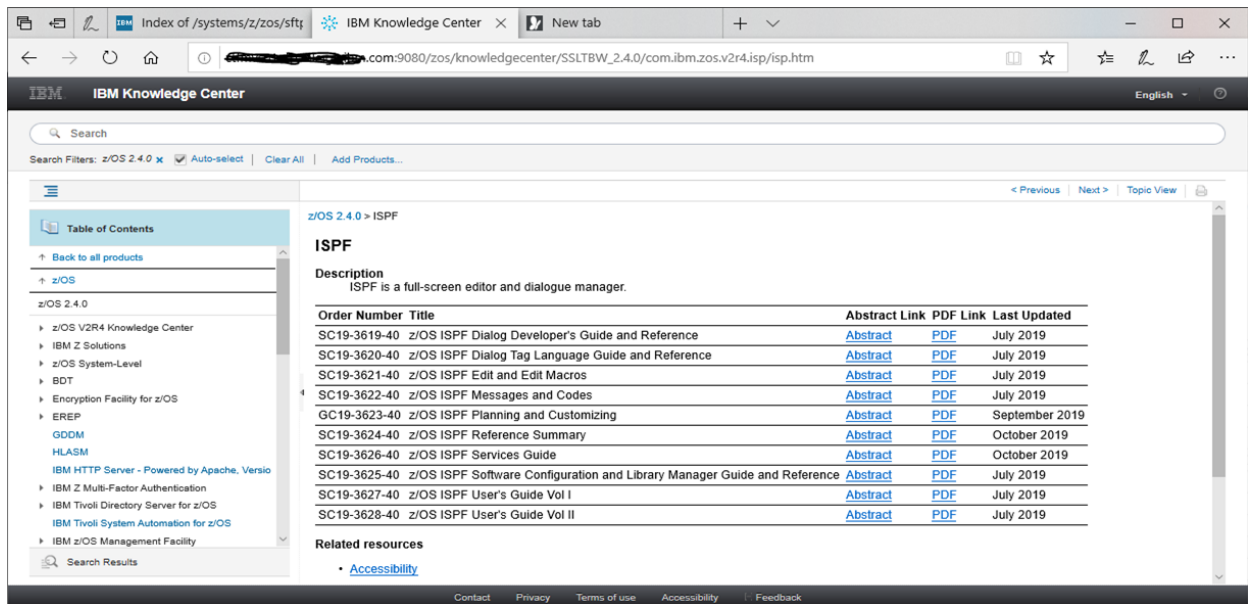 Index of /systems/z/zos/sftp
IBM Knowledge Center
New tab
.com:9080/zos/knowledgecenter/SSLTBW_2.4.0/com.ibm.zos.v2r4.isp/isp.htm
IBM IBM Knowledge Center English
Search
Search Filters: z/OS 2.4.0 x Auto-select | Clear All | Add Products...
< Previous Next > Topic View
Table of Contents
Back to all products
z/OS
z/OS 2.4.0
z/OS V2R4 Knowledge Center
IBM Z Solutions
z/OS System-Level
BDT
Encryption Facility for z/OS
EREP
GDDM
HLASM
IBM HTTP Server - Powered by Apache, Versio
IBM Z Multi-Factor Authentication
IBM Tivoli Directory Server for z/OS
IBM Tivoli System Automation for z/OS
IBM z/OS Management Facility
Search Results
z/OS 2.4.0 > ISPF
ISPF
Description
ISPF is a full-screen editor and dialogue manager.
Order Number Title Abstract Link PDF Link Last Updated
SC19-3619-40 z/OS ISPF Dialog Developer's Guide and Reference Abstract PDF July 2019
SC19-3620-40 z/OS ISPF Dialog Tag Language Guide and Reference Abstract PDF July 2019
SC19-3621-40 z/OS ISPF Edit and Edit Macros Abstract PDF July 2019
SC19-3622-40 z/OS ISPF Messages and Codes Abstract PDF July 2019
GC19-3623-40 z/OS ISPF Planning and Customizing Abstract PDF September 2019
SC19-3624-40 z/OS ISPF Reference Summary Abstract PDF October 2019
SC19-3626-40 z/OS ISPF Services Guide Abstract PDF October 2019
SC19-3625-40 z/OS ISPF Software Configuration and Library Manager Guide and Reference Abstract PDF July 2019
SC19-3627-40 z/OS ISPF User's Guide Vol I Abstract PDF July 2019
SC19-3628-40 z/OS ISPF User's Guide Vol II Abstract PDF July 2019
Related resources
• Accessibility
Contact Privacy Terms of use Accessibility Feedback